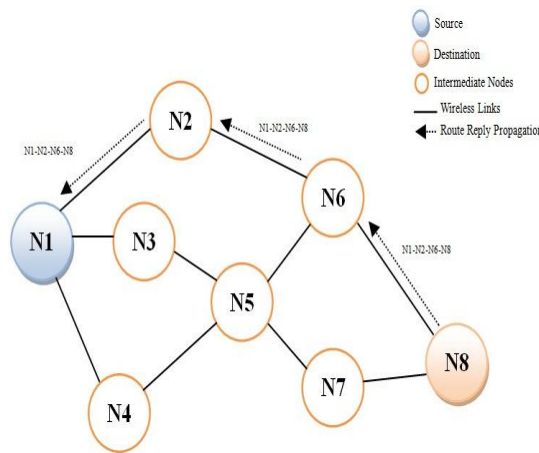 Source
Destination
Intermediate Nodes
Wireless Links
Route Reply Propagation
N2
N1-N2-N6-N8
N1-N2-N6-N8
N6
N1
N3
N1-N2-N6-N8
N5
N8
N7
N4